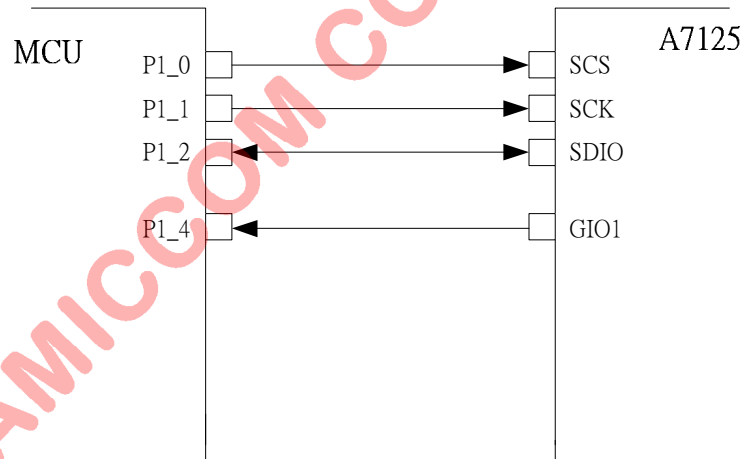 MCU
A7125
P1_0
SCS
P1_1
SCK
P1_2
SDIO
P1_4
GIO1
AMICCOM CO